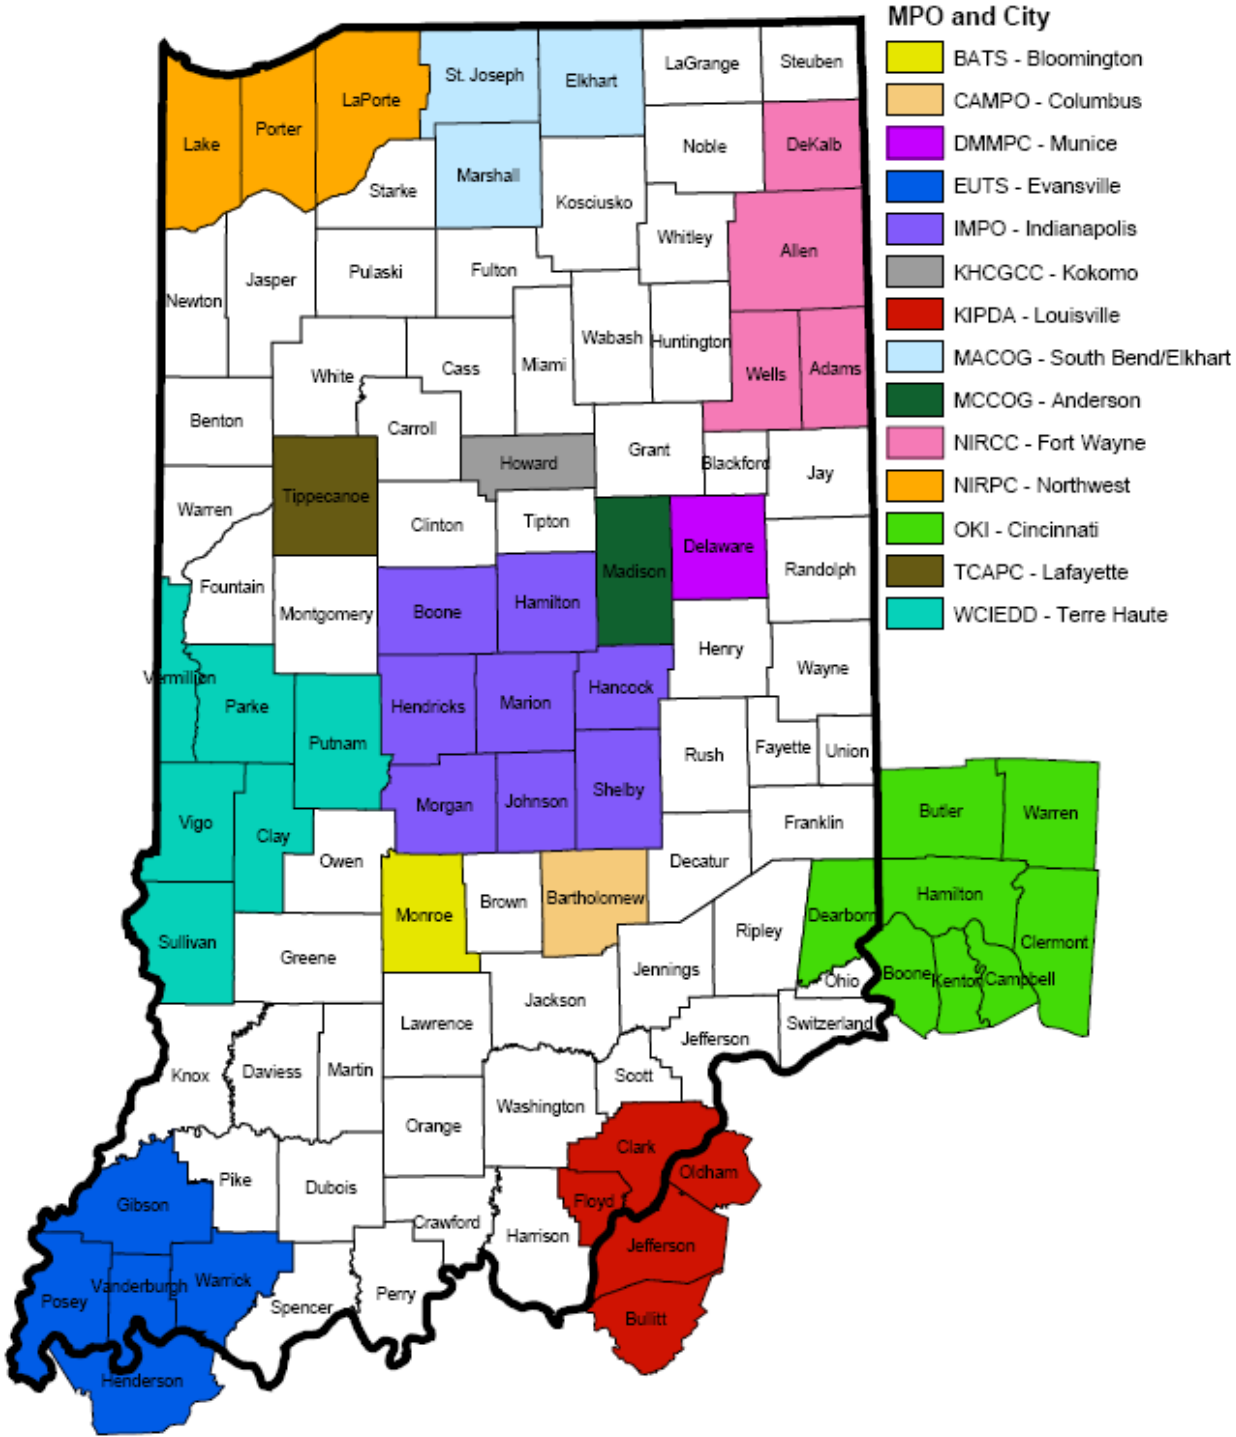 MPO and City
BATS - Bloomington
CAMPO - Columbus
DMMPC - Munice
EUTS - Evansville
IMPO - Indianapolis
KHCGCC - Kokomo
KIPDA - Louisville
MACOG - South Bend/Elkhart
MCCOG - Anderson
NIRCC - Fort Wayne
NIRPC - Northwest
OKI - Cincinnati
TCAPC - Lafayette
WCIEDD - Terre Haute
Lake
Porter
LaPorte
St. Joseph
Elkhart
LaGrange
Steuben
Starke
Marshall
Kosciusko
Noble
DeKalb
Newton
Jasper
Pulaski
Fulton
Whitley
Allen
White
Cass
Miami
Wabash
Huntington
Wells
Adams
Benton
Carroll
Howard
Grant
Blackford
Jay
Warren
Tippecanoe
Clinton
Tipton
Madison
Delaware
Randolph
Fountain
Montgomery
Boone
Hamilton
Henry
Wayne
Vermillion
Parke
Putnam
Hendricks
Marion
Hancock
Rush
Fayette
Union
Vigo
Clay
Owen
Morgan
Johnson
Shelby
Decatur
Franklin
Butler
Warren
Sullivan
Greene
Monroe
Brown
Bartholomew
Jennings
Ripley
Dearborn
Hamilton
Clermont
Ohio
Boone
Kenton
Campbell
Knox
Daviess
Martin
Lawrence
Jackson
Scott
Jefferson
Switzerland
Orange
Washington
Clark
Oldham
Gibson
Pike
Dubois
Crawford
Harrison
Floyd
Jefferson
Posey
Vanderburgh
Warrick
Spencer
Perry
Bullitt
Henderson